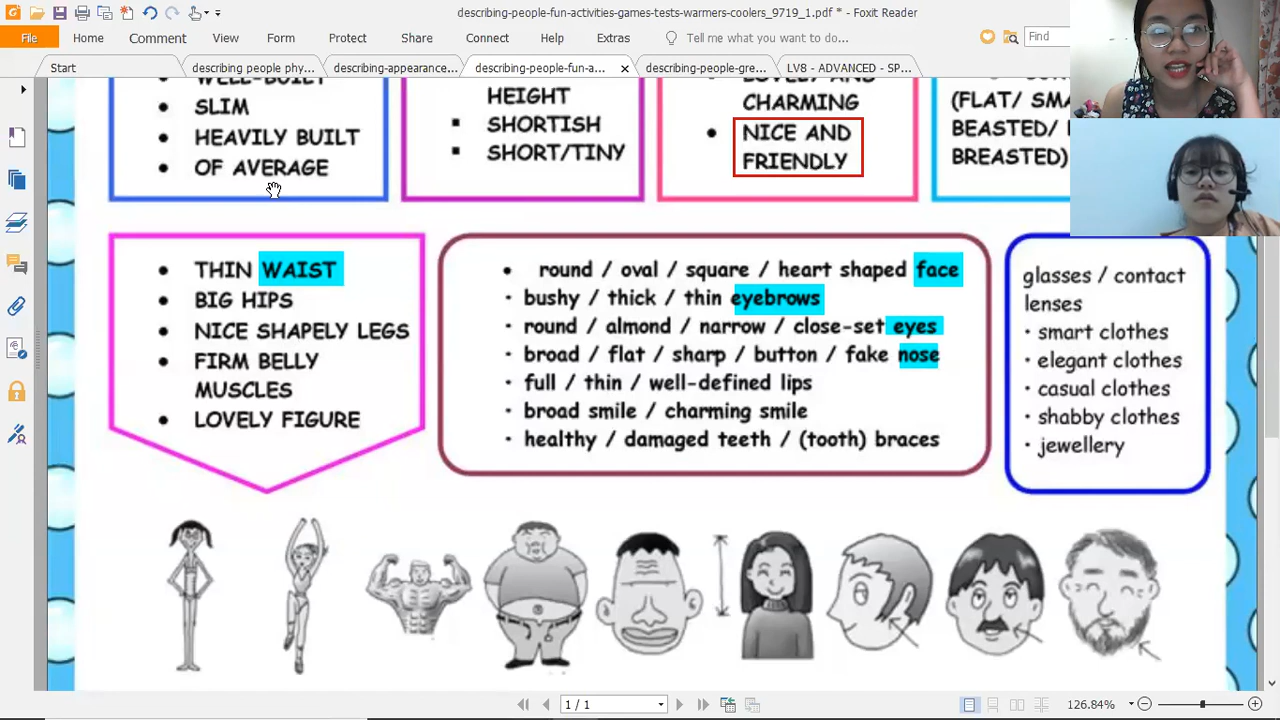 describing-people-fun-activities-games-tests-warmers-coolers_9719_1.pdf * - Foxit Reader
File Home Comment View Form Protect Share Connect Help Extras Tell me what you want to do... Find
Start describing people phy... describing-appearance... describing-people-fun-a... describing-people-gre... LV8 - ADVANCED - SP...
WELL-BUILT
SLIM
HEAVILY BUILT
OF AVERAGE
HEIGHT
SHORTISH
SHORT/TINY
LOVELY AND
CHARMING
NICE AND
FRIENDLY
(FLAT/
BEASTED/
BREASTED)
THIN WAIST
BIG HIPS
NICE SHAPELY LEGS
FIRM BELLY
MUSCLES
LOVELY FIGURE
round / oval / square / heart shaped face
bushy / thick / thin eyebrows
round / almond / narrow / close-set eyes
broad / flat / sharp / button / fake nose
full / thin / well-defined lips
broad smile / charming smile
healthy / damaged teeth / (tooth) braces
glasses / contact
lenses
smart clothes
elegant clothes
casual clothes
shabby clothes
jewellery
1 / 1
126.84%